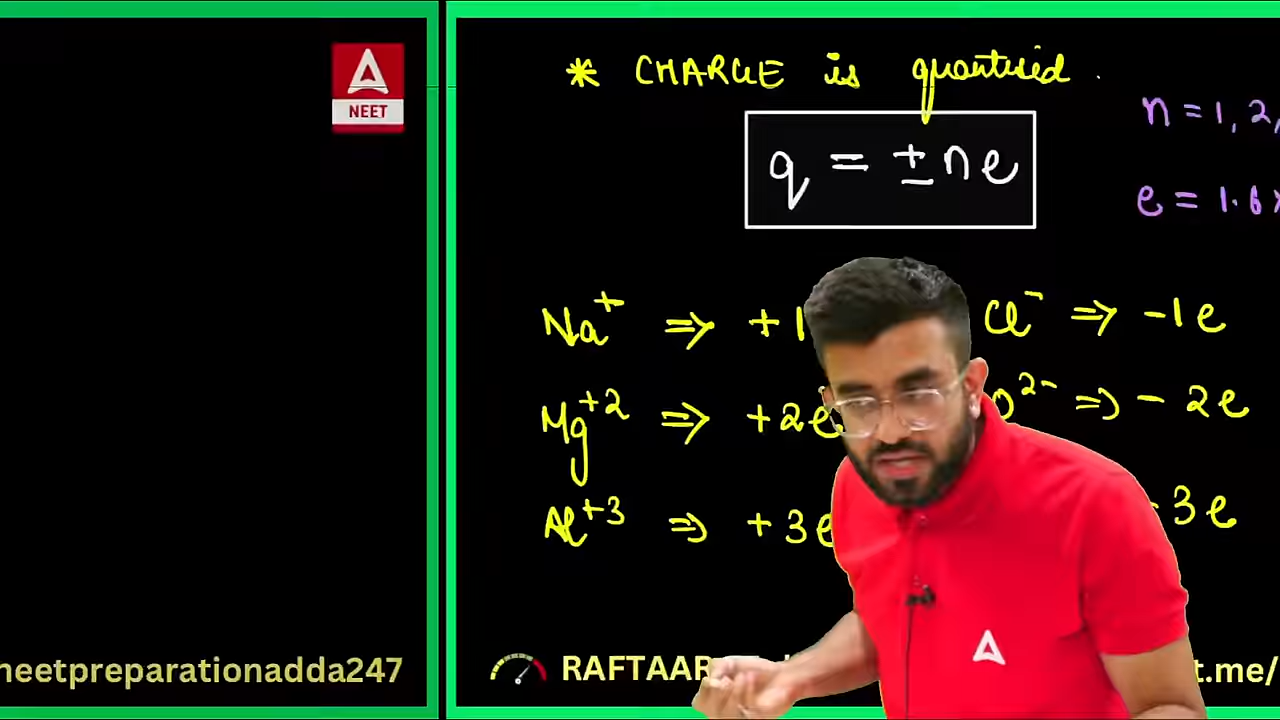 NEET
* CHARGE is quantised.
n = 1, 2,
q = ± n e
e = 1.6 x
Na⁺ ⇒ + 1
Cl⁻ ⇒ -1e
Mg⁺² ⇒ +2e
O²⁻ ⇒ - 2e
Al⁺³ ⇒ +3e
3e
neetpreparationadda247
RAFTAAR
t.me/